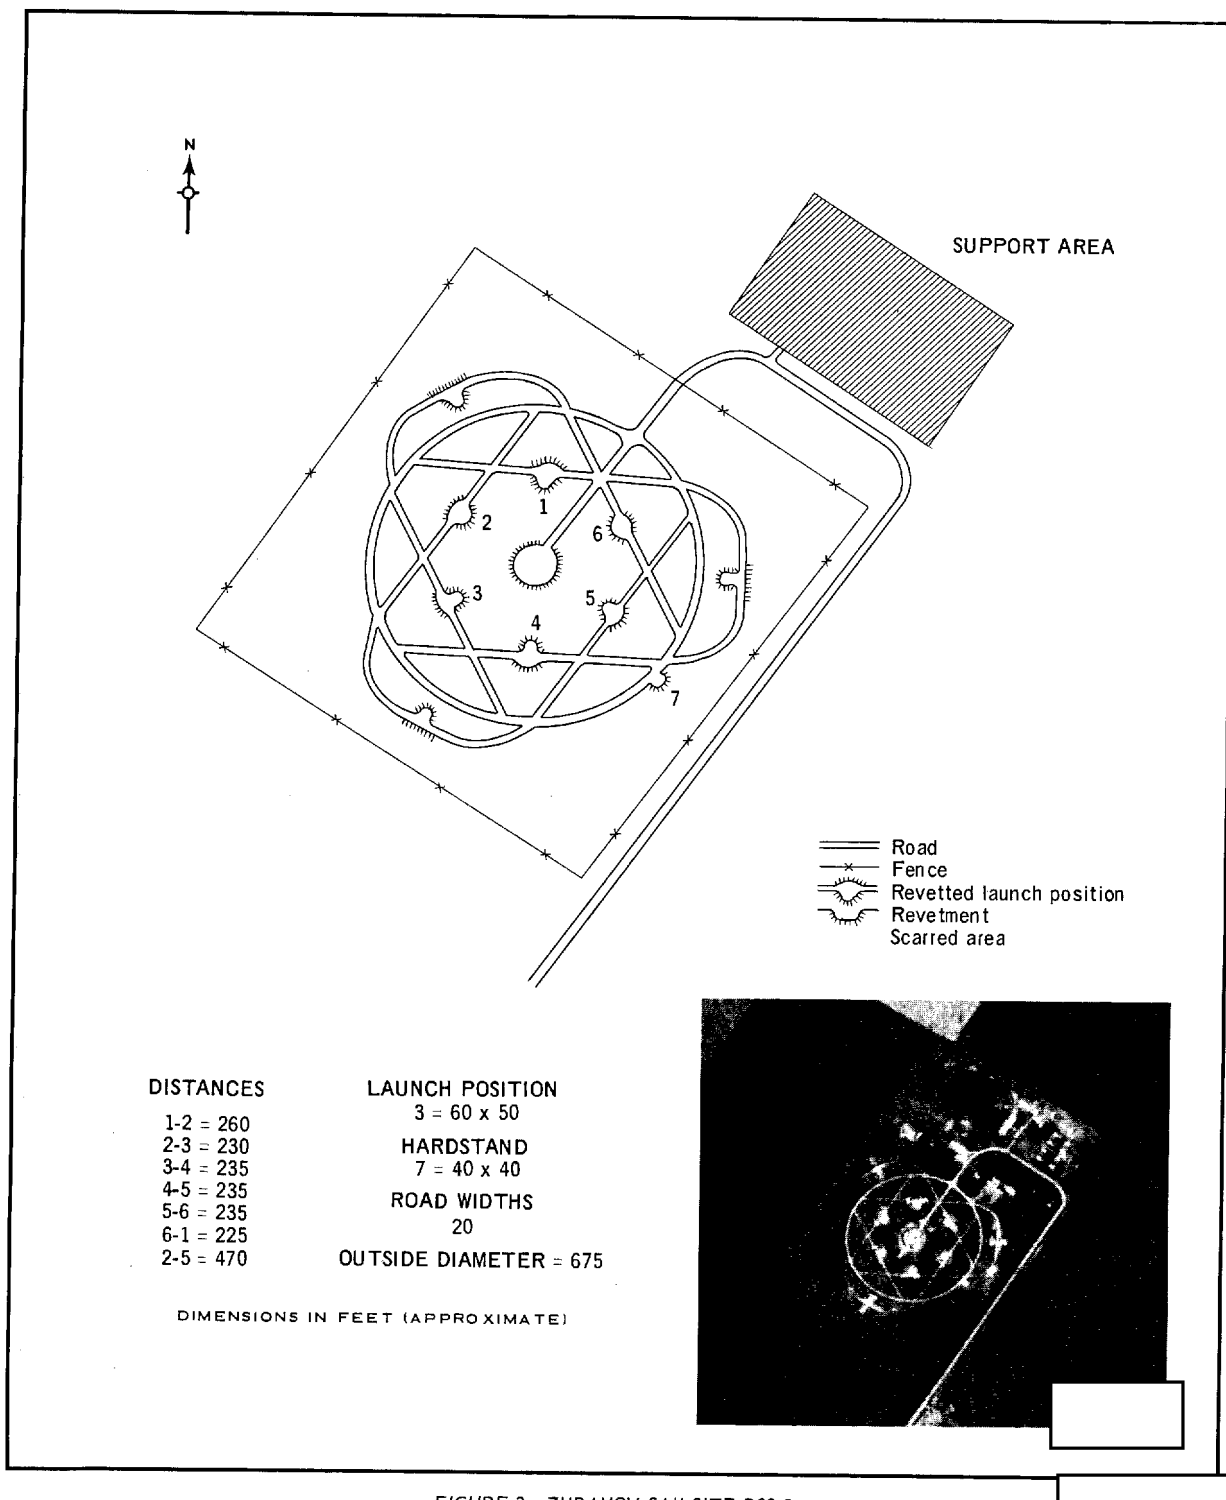 N
SUPPORT AREA
1
2
6
3
5
4
7
Road
Fence
Revetted launch position
Revetment
Scarred area
DISTANCES
1-2 = 260
2-3 = 230
3-4 = 235
4-5 = 235
5-6 = 235
6-1 = 225
2-5 = 470
LAUNCH POSITION
3 = 60 x 50
HARDSTAND
7 = 40 x 40
ROAD WIDTHS
20
OUTSIDE DIAMETER = 675
DIMENSIONS IN FEET (APPROXIMATE)